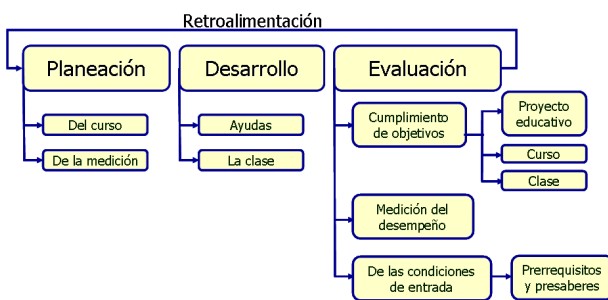 Retroalimentación
Planeación
Desarrollo
Evaluación
Del curso
De la medición
Ayudas
La clase
Cumplimiento
de objetivos
Proyecto
educativo
Curso
Clase
Medición del
desempeño
De las condiciones
de entrada
Prerrequisitos
y presaberes